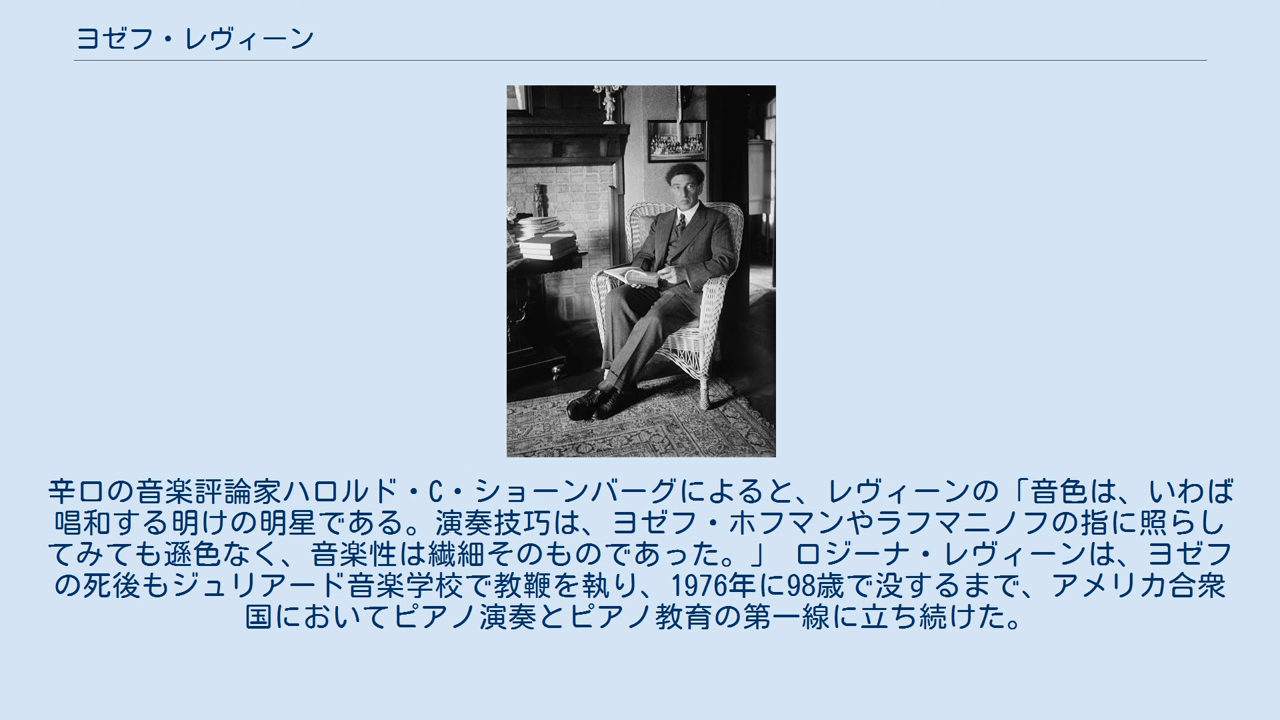 ヨゼフ・レヴィーン
辛口の音楽評論家ハロルド・C・ショーンバーグによると、レヴィーンの「音色は、いわば
唱和する明けの明星である。演奏技巧は、ヨゼフ・ホフマンやラフマニノフの指に照らし
てみても遜色なく、音楽性は繊細そのものであった。」 ロジーナ・レヴィーンは、ヨゼフ
の死後もジュリアード音楽学校で教鞭を執り、1976年に98歳で没するまで、アメリカ合衆
国においてピアノ演奏とピアノ教育の第一線に立ち続けた。